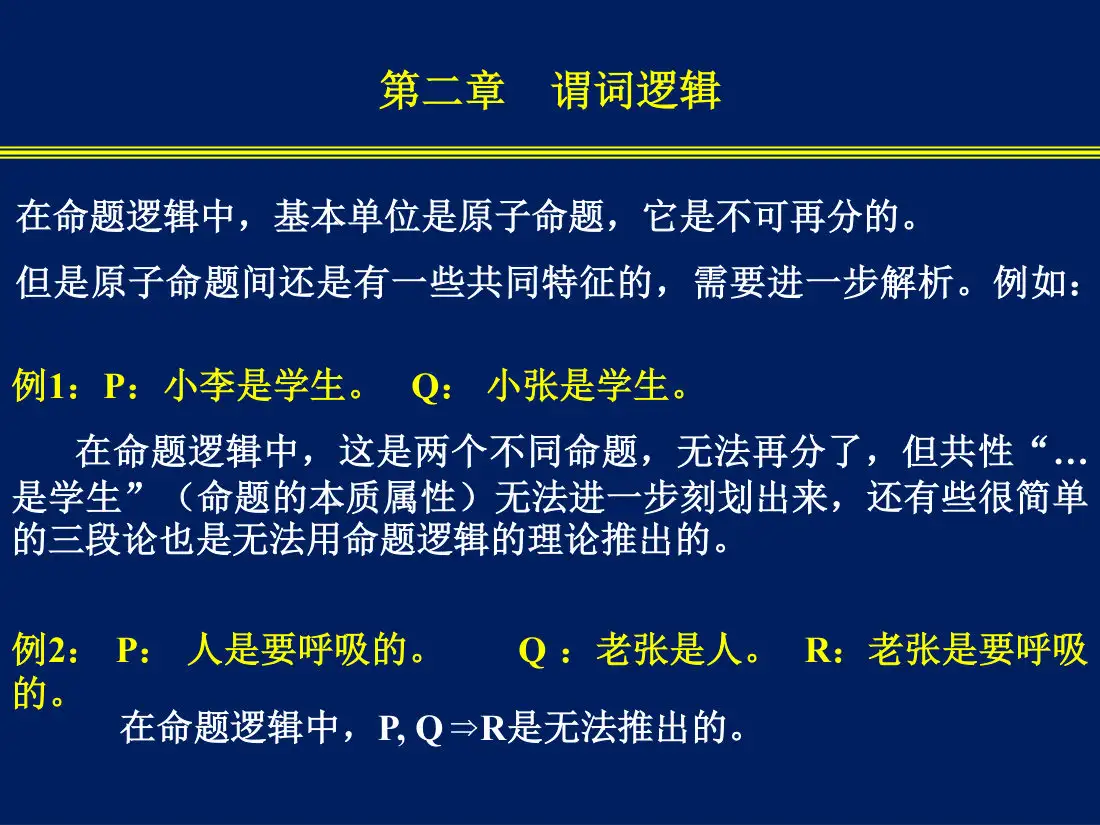 第二章 谓词逻辑
在命题逻辑中，基本单位是原子命题，它是不可再分的。
但是原子命题间还是有一些共同特征的，需要进一步解析。例如：
例1：P：小李是学生。 Q： 小张是学生。
在命题逻辑中，这是两个不同命题，无法再分了，但共性“…
是学生”（命题的本质属性）无法进一步刻划出来，还有些很简单
的三段论也是无法用命题逻辑的理论推出的。
例2： P： 人是要呼吸的。 Q ：老张是人。 R：老张是要呼吸
的。
在命题逻辑中，P, Q⇒R是无法推出的。